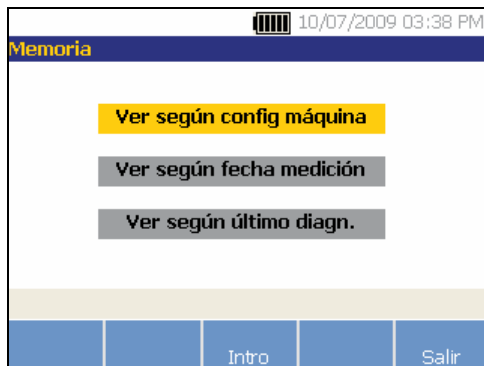 10/07/2009 03:38 PM
Memoria
Ver según config máquina
Ver según fecha medición
Ver según último diagn.
Intro Salir